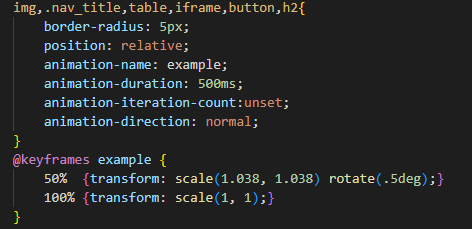 img,.nav_title,table,iframe,button,h2{
    border-radius: 5px;
    position: relative;
    animation-name: example;
    animation-duration: 500ms;
    animation-iteration-count:unset;
    animation-direction: normal;
}
@keyframes example {
    50%  {transform: scale(1.038, 1.038) rotate(.5deg);}
    100% {transform: scale(1, 1);}
}